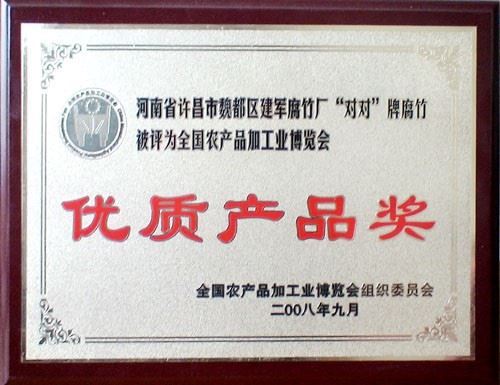 河南省许昌市魏都区建军腐竹厂“对对”牌腐竹
被评为全国农产品加工业博览会
优质产品奖
全国农产品加工业博览会组织委员会
二〇〇八年九月